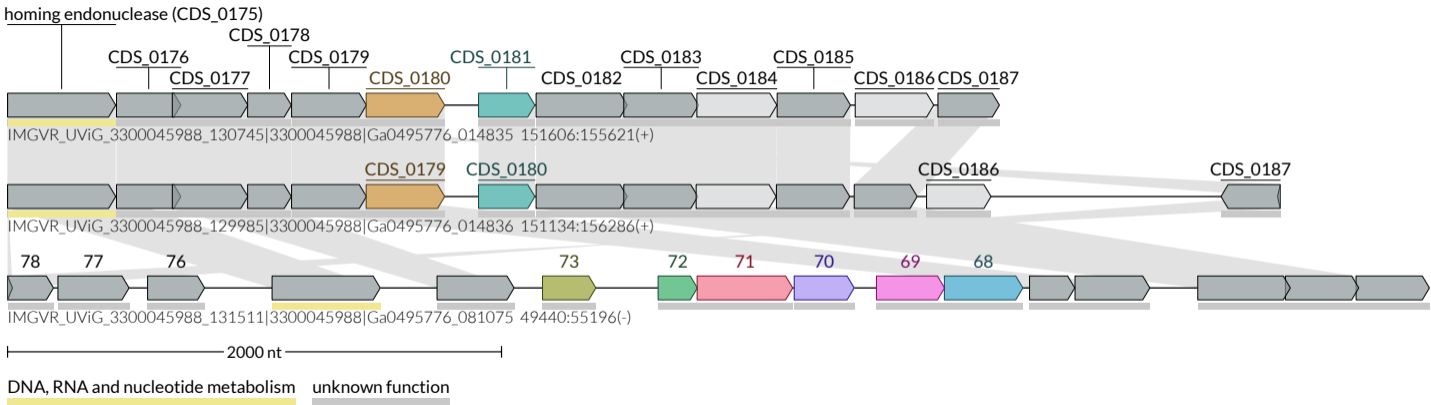 homing endonuclease (CDS_0175)
CDS_0178
CDS_0176 CDS_0179 CDS_0181 CDS_0183 CDS_0185
CDS_0177 CDS_0180 CDS_0182 CDS_0184 CDS_0186 CDS_0187
IMGVR_UViG_3300045988_130745|3300045988|Ga0495776_014835 151606:155621(+)
CDS_0179 CDS_0180 CDS_0186 CDS_0187
IMGVR_UViG_3300045988_129985|3300045988|Ga0495776_014836 151134:156286(+)
78 77 76 73 72 71 70 69 68
IMGVR_UViG_3300045988_131511|3300045988|Ga0495776_081075 49440:55196(-)
2000 nt
DNA, RNA and nucleotide metabolism unknown function